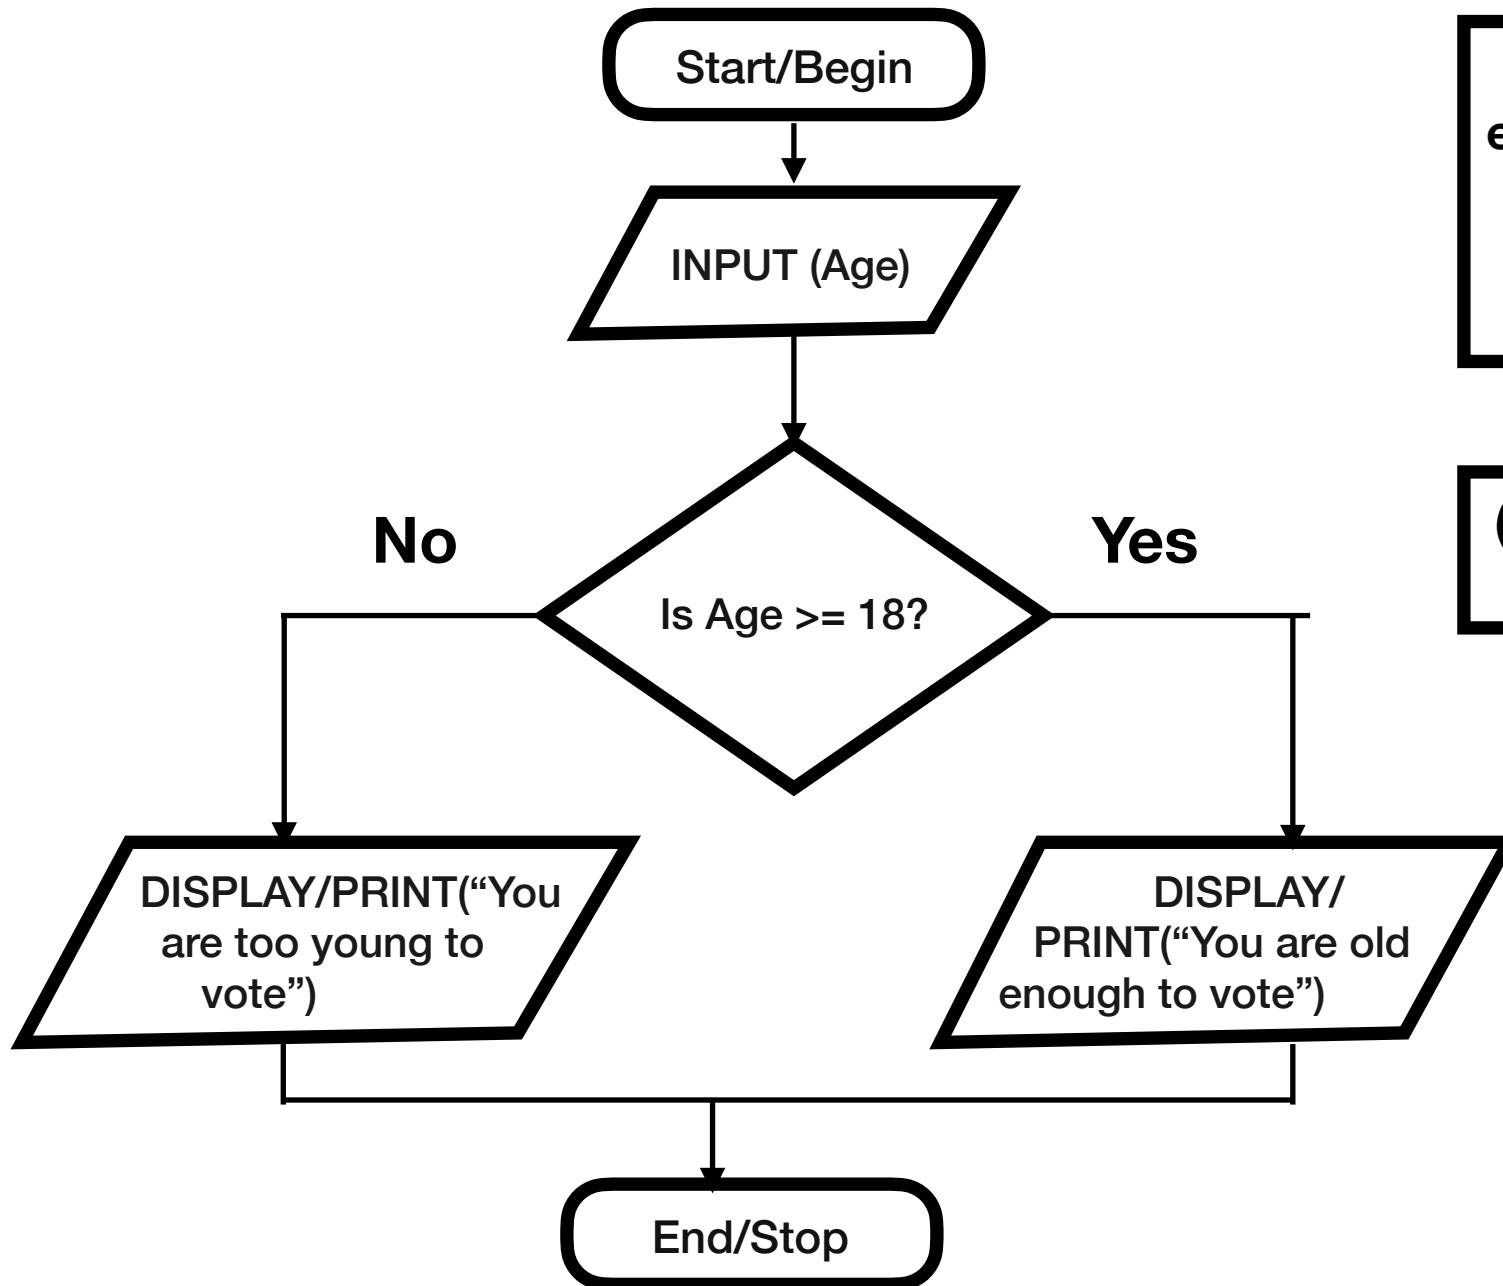 Start/Begin
INPUT (Age)
No
Yes
Is Age >= 18?
DISPLAY/PRINT(“You
are too young to
vote”)
DISPLAY/
PRINT(“You are old
enough to vote”)
End/Stop